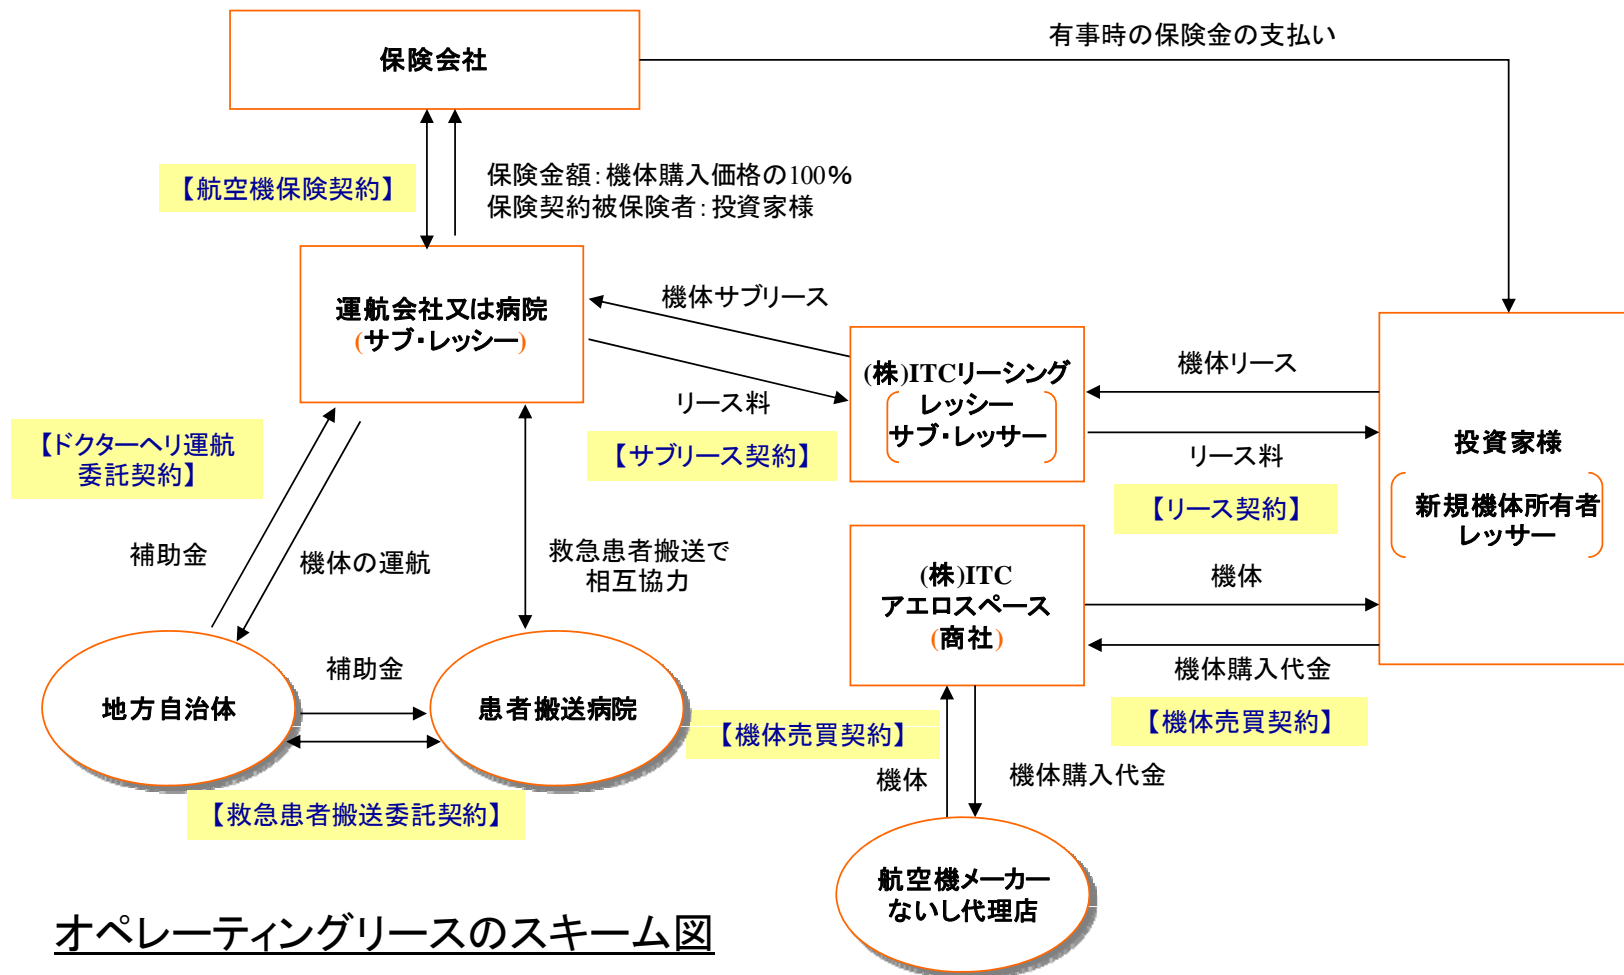 保険会社
有事時の保険金の支払い
【航空機保険契約】
保険金額：機体購入価格の100％
保険契約被保険者：投資家様
運航会社又は病院
(サブ・レッシー)
機体サブリース
リース料
【サブリース契約】
(株)ITCリーシング
レッシー
サブ・レッサー
機体リース
リース料
【リース契約】
投資家様
新規機体所有者
レッサー
【ドクターヘリ運航
委託契約】
補助金
機体の運航
救急患者搬送で
相互協力
(株)ITC
アエロスペース
(商社)
機体
機体購入代金
【機体売買契約】
地方自治体
補助金
患者搬送病院
【機体売買契約】
機体
機体購入代金
【救急患者搬送委託契約】
航空機メーカー
ないし代理店
オペレーティングリースのスキーム図